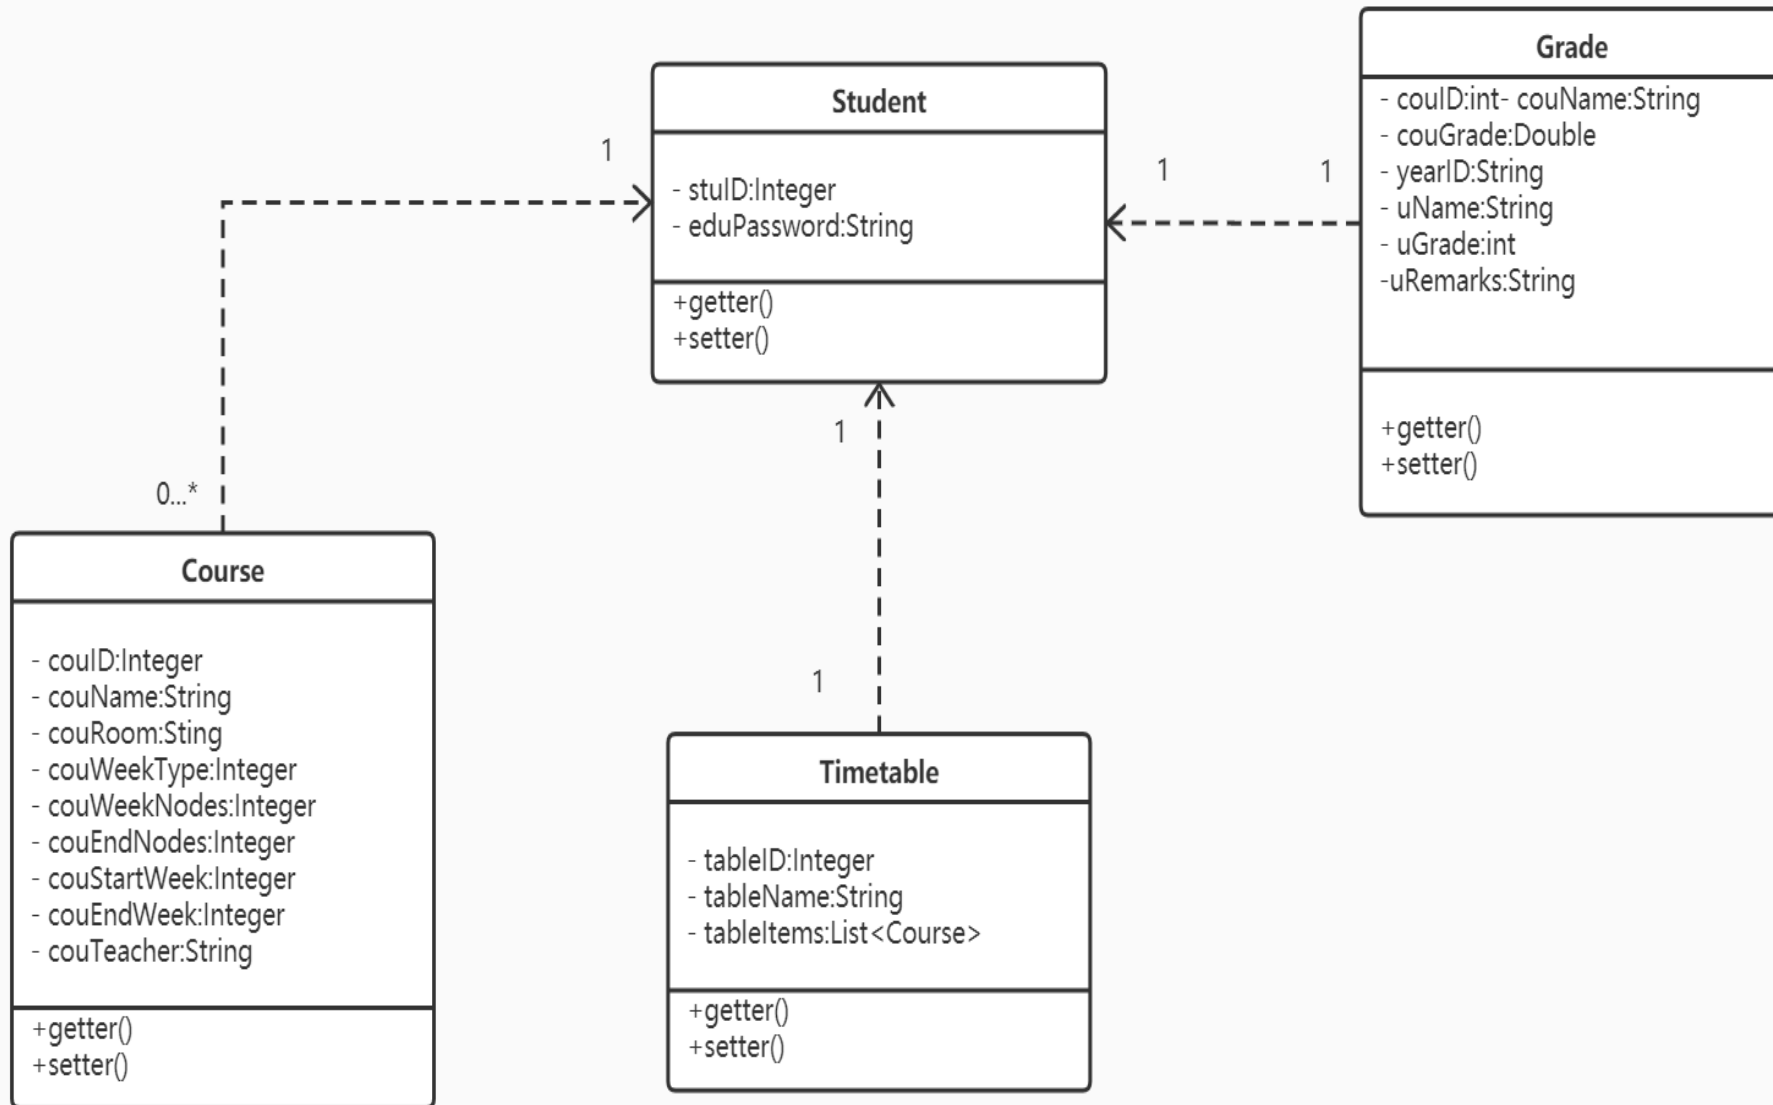 Student
- stuID:Integer
- eduPassword:String
+getter()
+setter()
Grade
- couID:int- couName:String
- couGrade:Double
- yearID:String
- uName:String
- uGrade:int
-uRemarks:String
+getter()
+setter()
1
1
1
0...*
1
1
Course
- couID:Integer
- couName:String
- couRoom:Sting
- couWeekType:Integer
- couWeekNodes:Integer
- couEndNodes:Integer
- couStartWeek:Integer
- couEndWeek:Integer
- couTeacher:String
+getter()
+setter()
Timetable
- tableID:Integer
- tableName:String
- tableItems:List<Course>
+getter()
+setter()